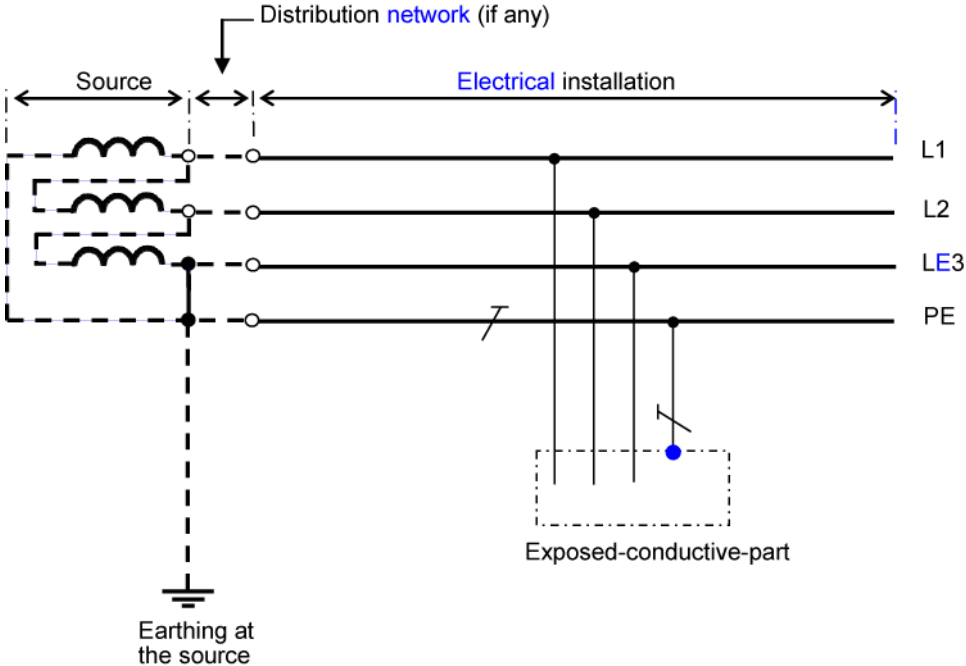 Distribution network (if any)
Source
Electrical installation
L1
L2
LE3
PE
Exposed-conductive-part
Earthing at
the source